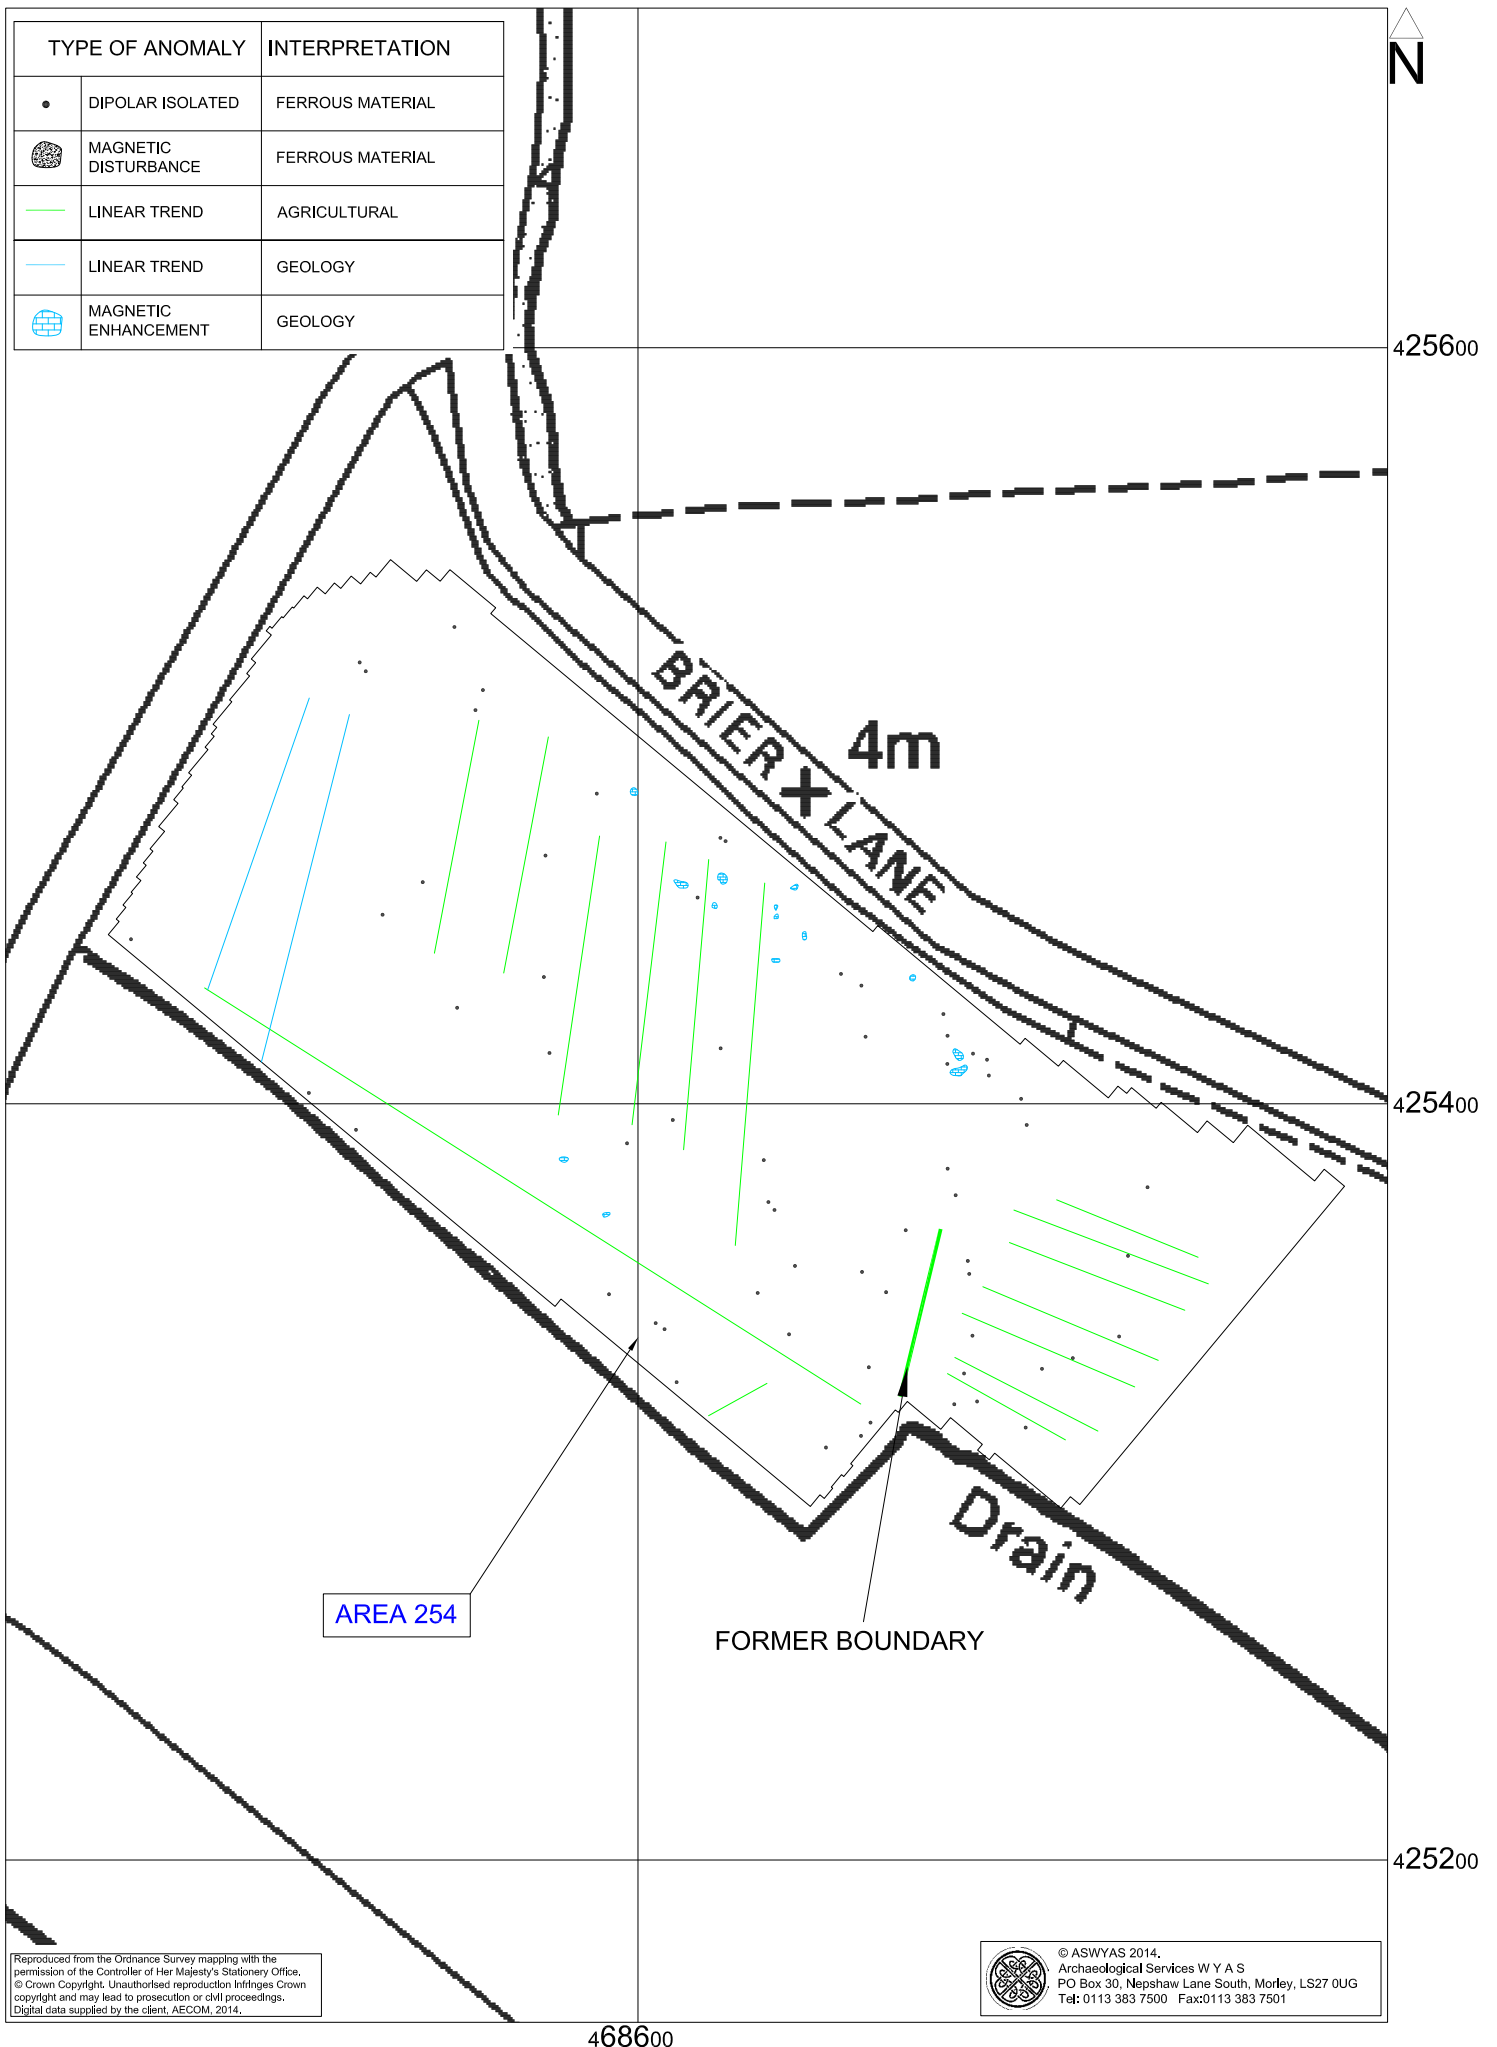 TYPE OF ANOMALY INTERPRETATION
DIPOLAR ISOLATED FERROUS MATERIAL
MAGNETIC
DISTURBANCE
FERROUS MATERIAL
LINEAR TREND AGRICULTURAL
LINEAR TREND GEOLOGY
MAGNETIC
ENHANCEMENT
GEOLOGY
N
425600
BRIER LANE
4m
425400
Drain
AREA 254
FORMER BOUNDARY
425200
Reproduced from the Ordnance Survey mapping with the
permission of the Controller of Her Majesty's Stationery Office.
© Crown Copyright. Unauthorised reproduction infringes Crown
copyright and may lead to prosecution or civil proceedings.
Digital data supplied by the client, AECOM, 2014.
© ASWYAS 2014.
Archaeological Services W Y A S
PO Box 30, Nepshaw Lane South, Morley, LS27 0UG
Tel: 0113 383 7500 Fax:0113 383 7501
468600